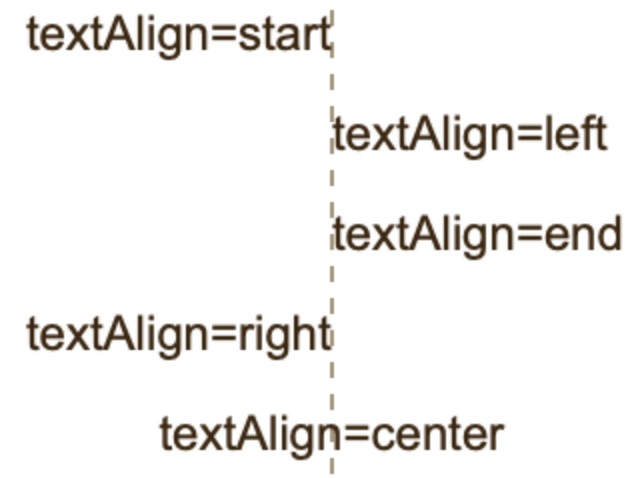 textAlign=start
textAlign=left
textAlign=end
textAlign=right
textAlign=center